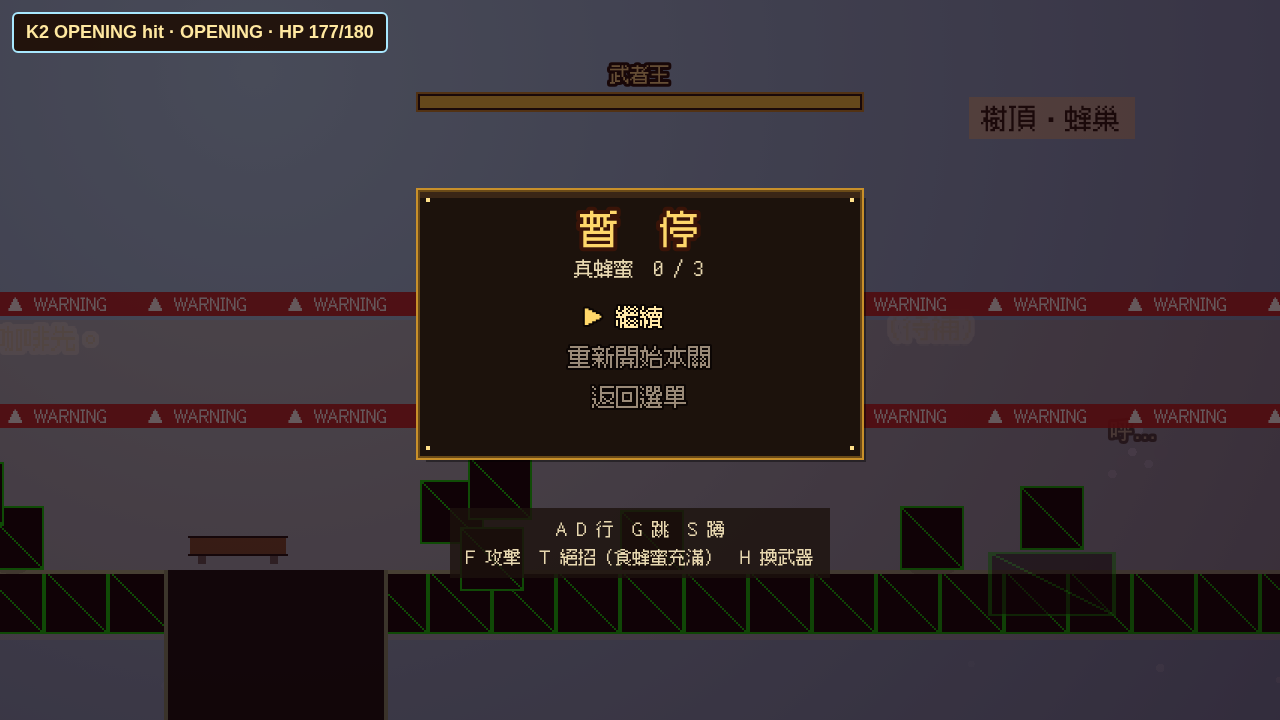 K2 OPENING hit · OPENING · HP 177/180
武者王
樹頂·蜂巢
暫 停
真蜂蜜 0 / 3
▶ 繼續
重新開始本關
返回選單
▲ WARNING ▲ WARNING ▲ WARNING WARNING ▲ WARNING ▲ WARNING ▲
▲ WARNING ▲ WARNING ▲ WARNING WARNING ▲ WARNING ▲ WARNING ▲
呼...
A D 行 G 跳 S 蹲
F 攻擊 T 絕招（食蜂蜜充滿） H 換武器